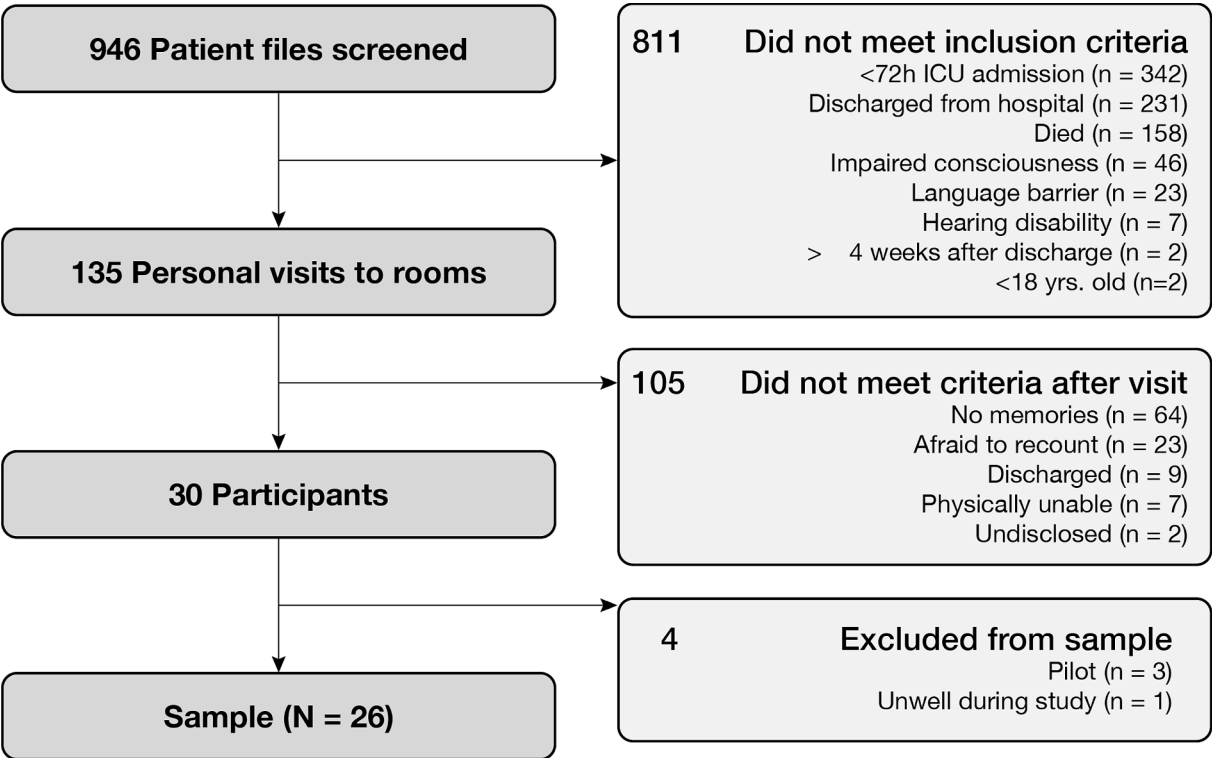 946 Patient files screened
811 Did not meet inclusion criteria
<72h ICU admission (n = 342)
Discharged from hospital (n = 231)
Died (n = 158)
Impaired consciousness (n = 46)
Language barrier (n = 23)
Hearing disability (n = 7)
> 4 weeks after discharge (n = 2)
<18 yrs. old (n=2)
135 Personal visits to rooms
105 Did not meet criteria after visit
No memories (n = 64)
Afraid to recount (n = 23)
Discharged (n = 9)
Physically unable (n = 7)
Undisclosed (n = 2)
30 Participants
4 Excluded from sample
Pilot (n = 3)
Unwell during study (n = 1)
Sample (N = 26)